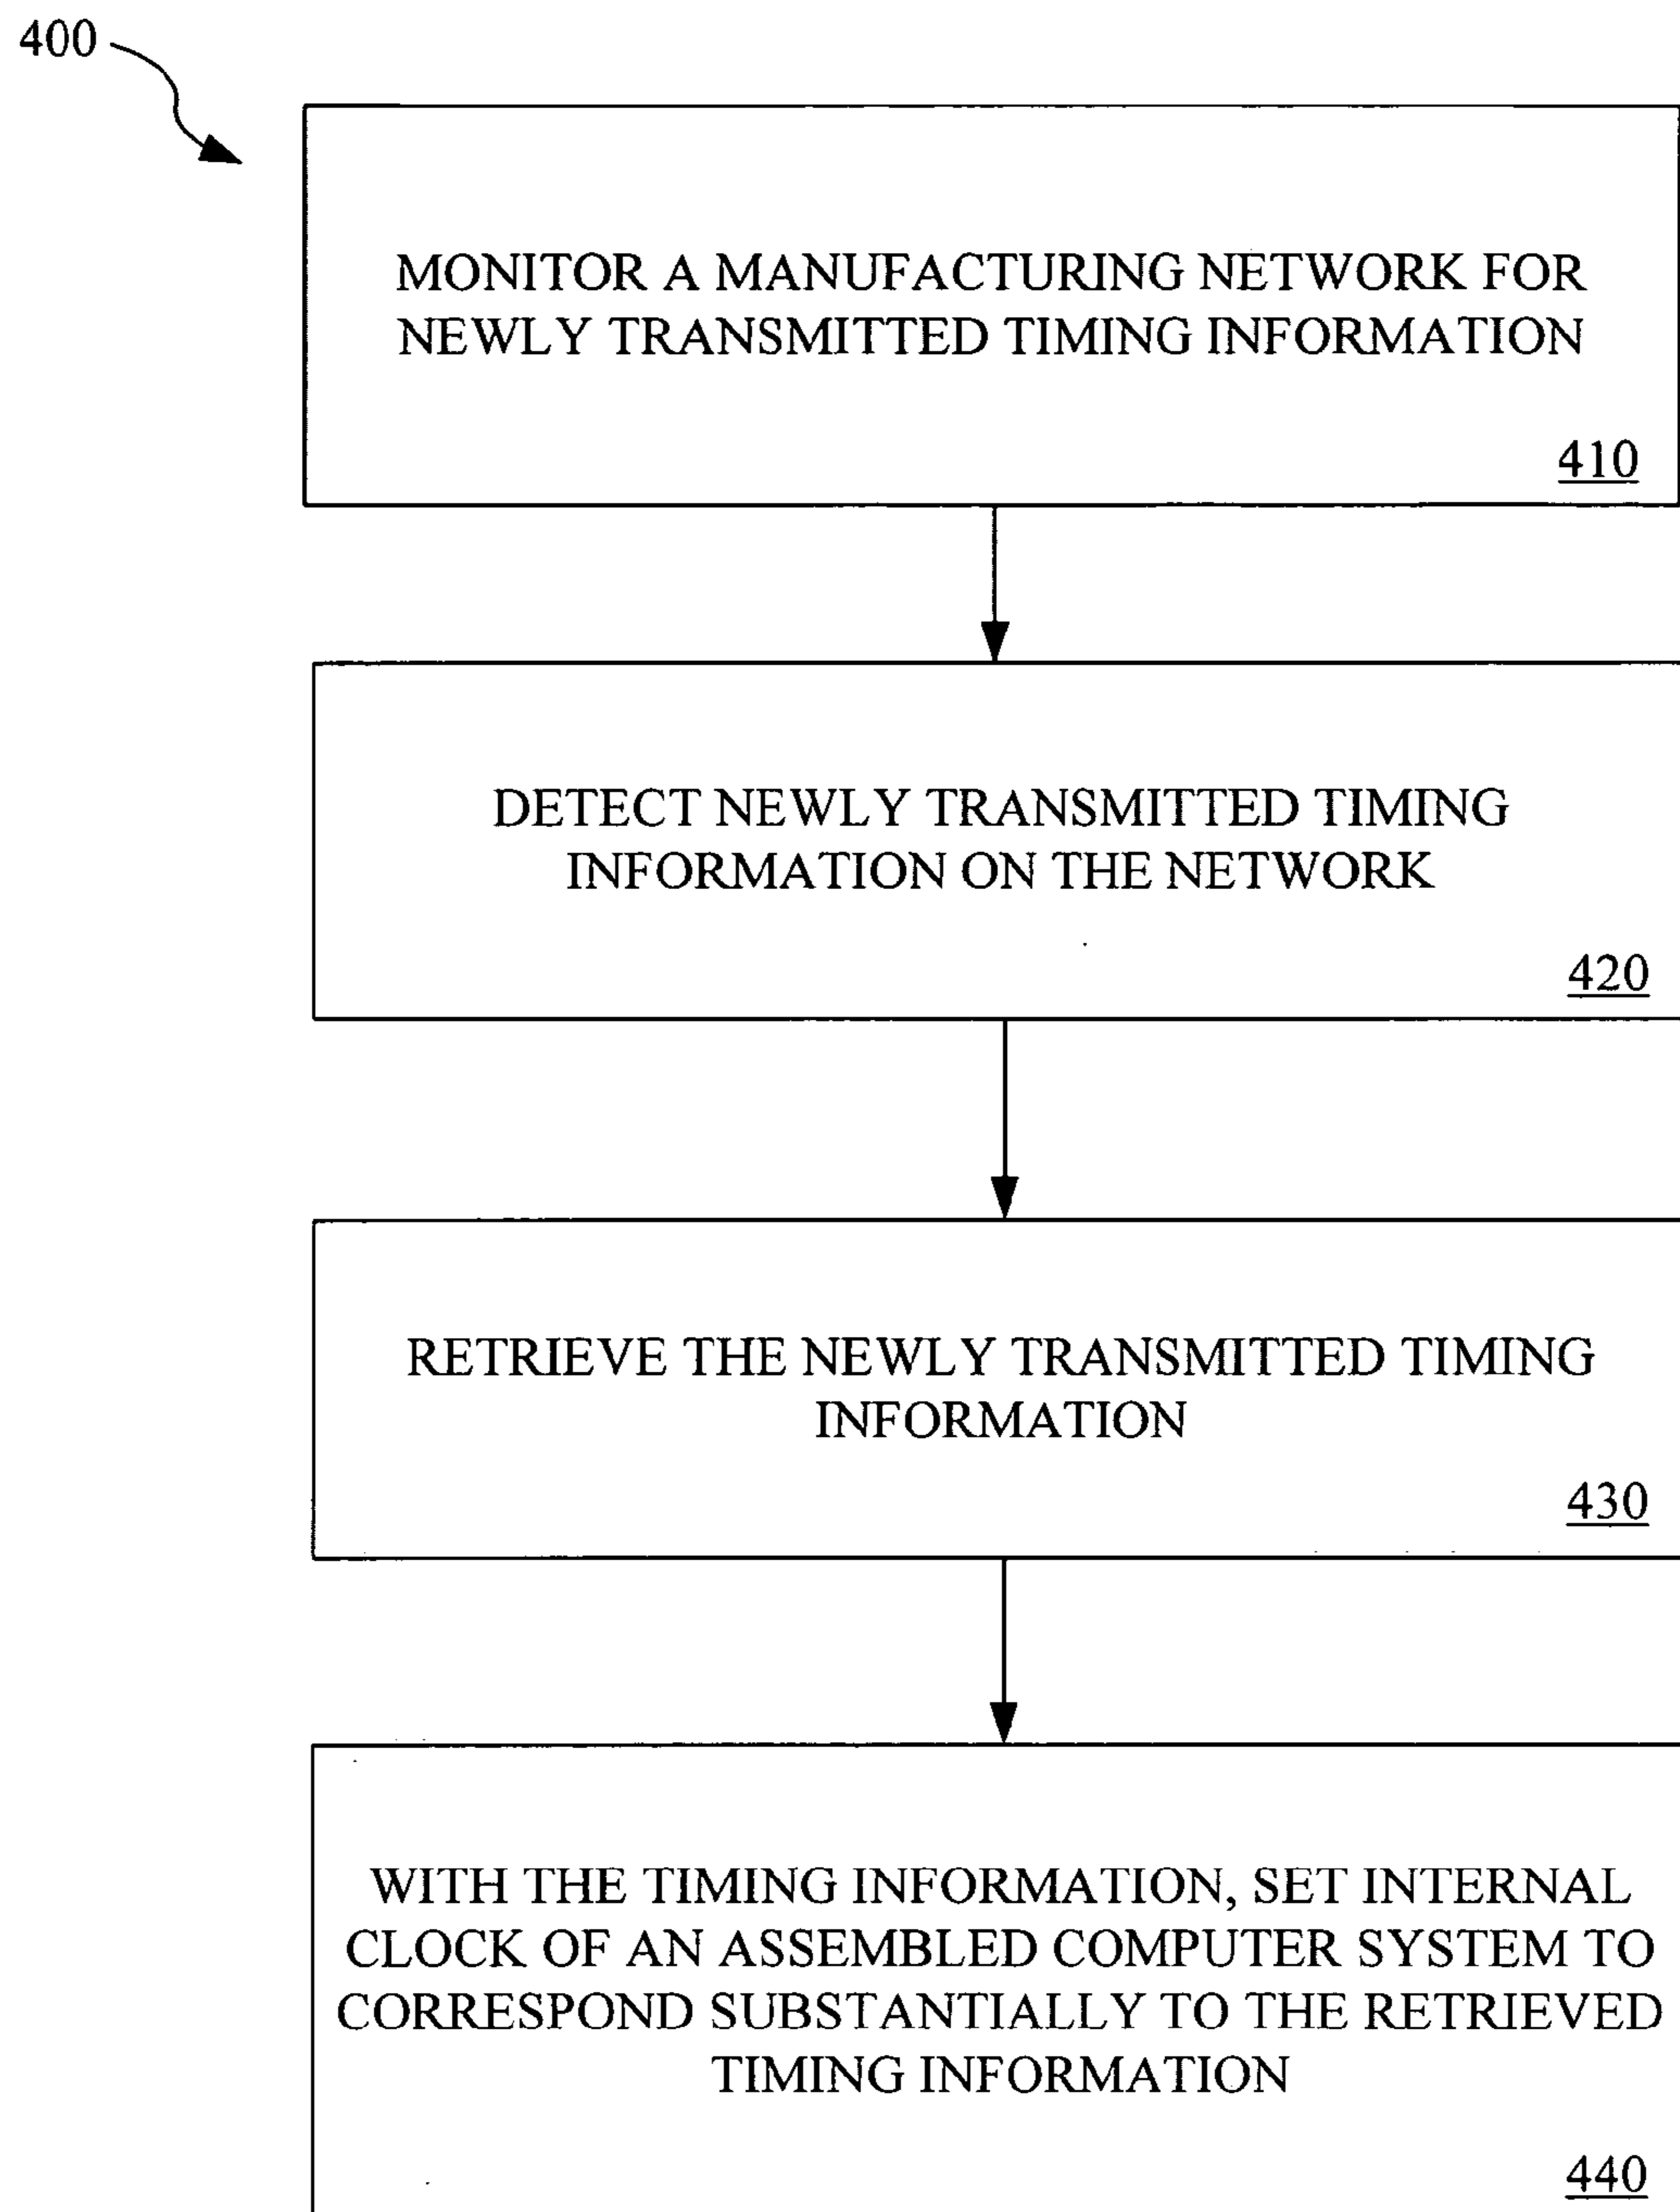 400
MONITOR A MANUFACTURING NETWORK FOR
NEWLY TRANSMITTED TIMING INFORMATION
410
DETECT NEWLY TRANSMITTED TIMING
INFORMATION ON THE NETWORK
420
RETRIEVE THE NEWLY TRANSMITTED TIMING
INFORMATION
430
WITH THE TIMING INFORMATION, SET INTERNAL
CLOCK OF AN ASSEMBLED COMPUTER SYSTEM TO
CORRESPOND SUBSTANTIALLY TO THE RETRIEVED
TIMING INFORMATION
440